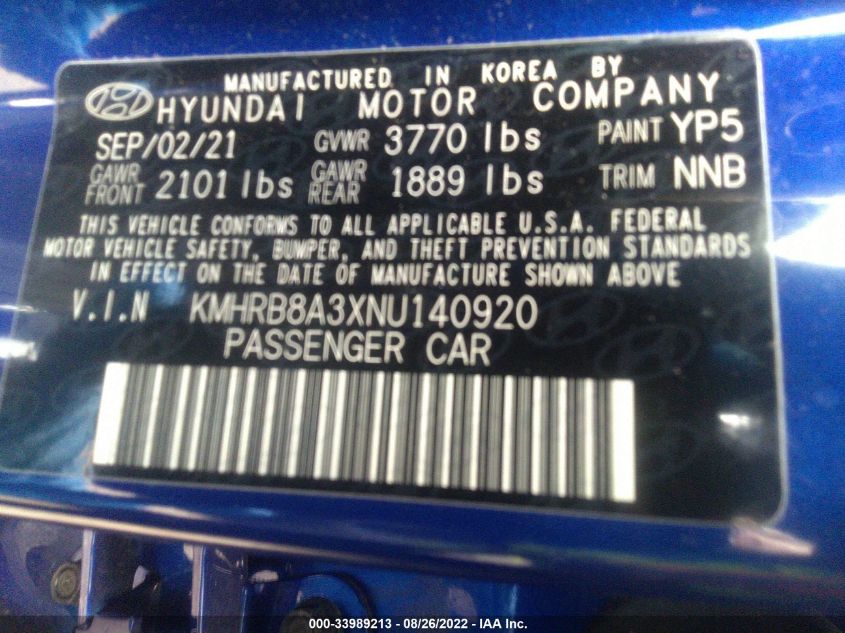 MANUFACTURED IN KOREA BY
HYUNDAI MOTOR COMPANY
SEP/02/21 GVWR 3770 lbs PAINT YP5
GAWR FRONT 2101 lbs GAWR REAR 1889 lbs TRIM NNB
THIS VEHICLE CONFORMS TO ALL APPLICABLE U.S.A. FEDERAL
MOTOR VEHICLE SAFETY, BUMPER, AND THEFT PREVENTION STANDARDS
IN EFFECT ON THE DATE OF MANUFACTURE SHOWN ABOVE
V.I.N KMHRB8A3XNU140920
PASSENGER CAR
000-33989213 - 08/26/2022 - IAA Inc.